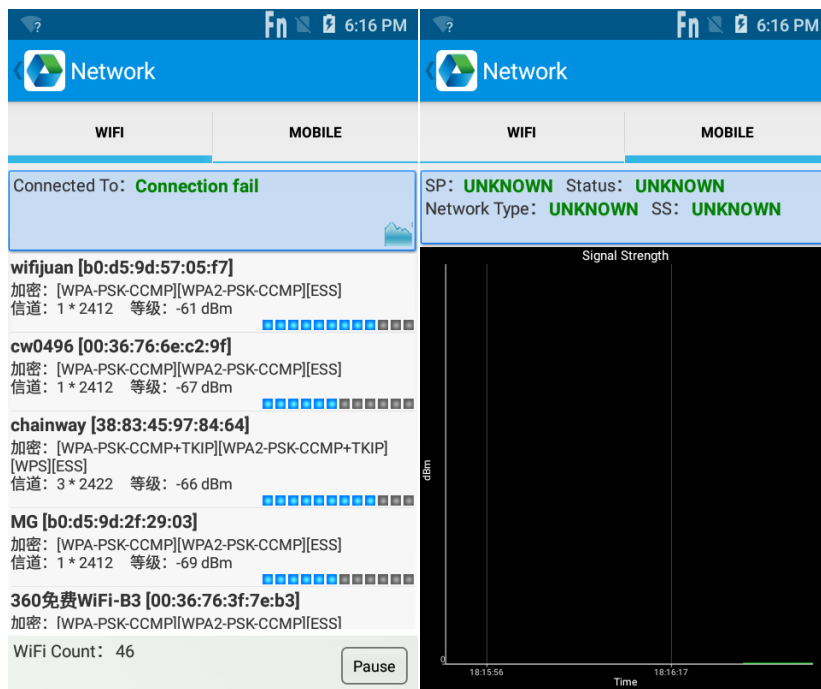 Fn 6:16 PM
Network
WIFI MOBILE
Connected To： Connection fail
wifijuan [b0:d5:9d:57:05:f7]
加密：[WPA-PSK-CCMP][WPA2-PSK-CCMP][ESS]
信道：1 * 2412 等级：-61 dBm
cw0496 [00:36:76:6e:c2:9f]
加密：[WPA-PSK-CCMP][WPA2-PSK-CCMP][ESS]
信道：1 * 2412 等级：-67 dBm
chainway [38:83:45:97:84:64]
加密：[WPA-PSK-CCMP+TKIP][WPA2-PSK-CCMP+TKIP]
[WPS][ESS]
信道：3 * 2422 等级：-66 dBm
MG [b0:d5:9d:2f:29:03]
加密：[WPA-PSK-CCMP][WPA2-PSK-CCMP][ESS]
信道：1 * 2412 等级：-69 dBm
360免费WiFi-B3 [00:36:76:3f:7e:b3]
加密：[WPA-PSK-CCMP][WPA2-PSK-CCMP][ESS]
WiFi Count： 46
Pause
Fn 6:16 PM
Network
WIFI MOBILE
SP： UNKNOWN Status： UNKNOWN
Network Type： UNKNOWN SS： UNKNOWN
Signal Strength
dBm
0
18:15:56 18:16:17
Time